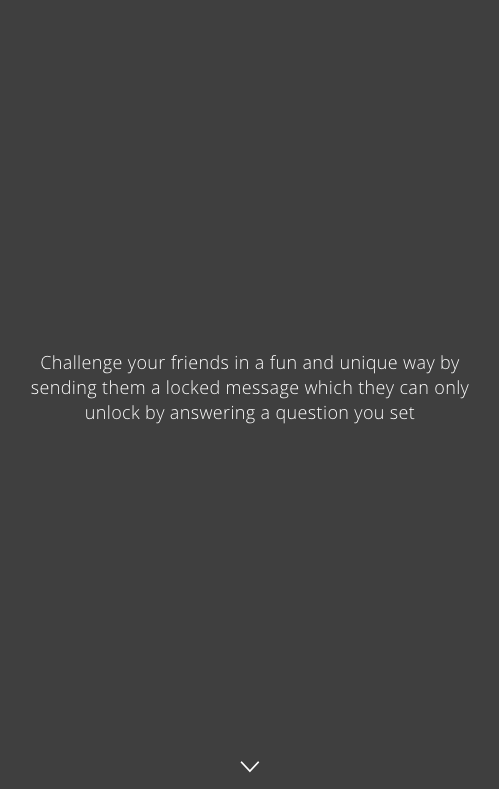 Challenge your friends in a fun and unique way by
sending them a locked message which they can only
unlock by answering a question you set